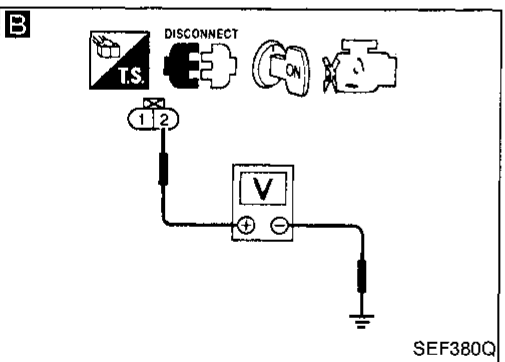 B
DISCONNECT
T.S.
ON
1 2
V
+ −
SEF380Q